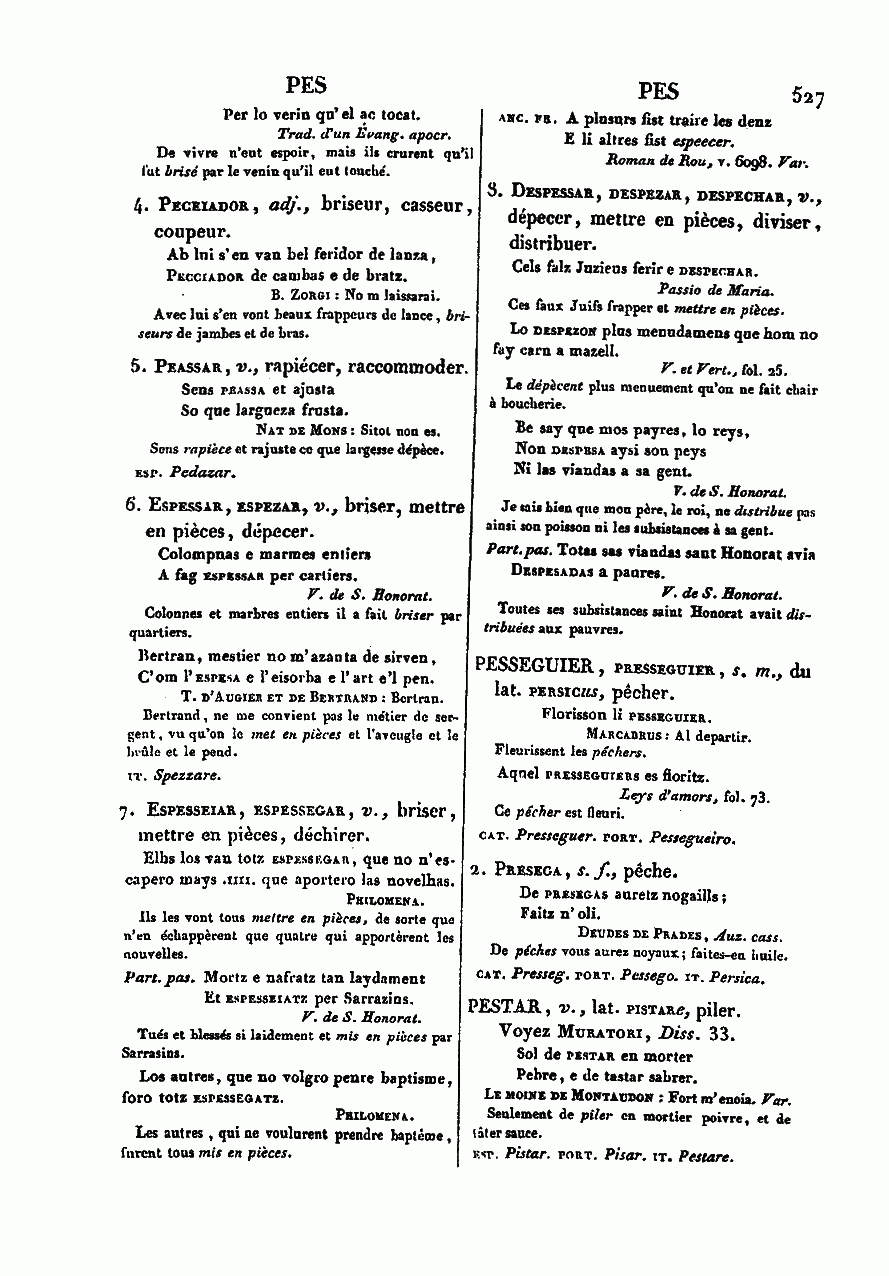 PES
Per lo verin qu'el ac tocat.
Trad. d'un Évang. apocr.
De vivre n'eut espoir, mais ils crurent qu'il
fut brisé par le venin qu'il eut touché.
4. PECEIADOR, adj., briseur, casseur,
coupeur.
Ab lui s'en van bel feridor de lanza,
PECCIADOR de cambas e de bratz.
B. ZORGI : No m laissarai.
Avec lui s'en vont beaux frappeurs de lance, bri-
seurs de jambes et de bras.
5. PEASSAR, v., rapiécer, raccommoder.
Sens PEASSA et ajosta
So que largueza frosta.
NAT DE MONS : Sitot non es.
Sens rapièce et rajuste ce que largesse dépèce.
ESP. Pedazar.
6. ESPESSAR, ESPEZAR, v., briser, mettre
en pièces, dépecer.
Colompnas e marmes entiers
A fag ESPESSAR per cartiers.
V. de S. Honorat.
Colonnes et marbres entiers il a fait briser par
quartiers.
Bertran, mestier no m'azauta de sirven,
C'om l'ESPESA e l'eisorba e l'art e'l pen.
T. D'AUGIER ET DE BERTRAND : Bertran.
Bertrand, ne me convient pas le métier de ser-
gent, vu qu'on le met en pièces et l'aveugle et le
brûle et le pend.
IT. Spezzare.
7. ESPESSEIAR, ESPESSEGAR, v., briser,
mettre en pièces, déchirer.
Elhs los van totz ESPESSEGAR, que no n'es-
capero mays .IIII. que aportero las novelhas.
PHILOMENA.
Ils les vont tous mettre en pièces, de sorte que
n'en échappèrent que quatre qui apportèrent les
nouvelles.
Part. pas. Mortz e nafratz tan laydament
Et ESPESSEIATZ per Sarrazins.
V. de S. Honorat.
Tués et blessés si laidement et mis en pièces par
Sarrasins.
Los autres, que no volgro penre baptisme,
foro totz ESPESSEGATZ.
PHILOMENA.
Les autres, qui ne voulurent prendre baptême,
furent tous mis en pièces.
PES 527
ANC. FR. A plusurs fist traire les denz
E li altres fist espeecer.
Roman de Rou, v. 6098. Var.
8. DESPESSAR, DESPEZAR, DESPECHAR, v.,
dépecer, mettre en pièces, diviser,
distribuer.
Cels falz Juzieus ferir e DESPECHAR.
Passio de Maria.
Ces faux Juifs frapper et mettre en pièces.
Lo DESPEZON plus menudamens que hom no
fay carn a mazell.
V. et Vert., fol. 25.
Le dépècent plus menuement qu'on ne fait chair
à boucherie.
Be say que mos payres, lo reys,
Non DESPESA aysi son peys
Ni las viandas a sa gent.
V. de S. Honorat.
Je sais bien que mon père, le roi, ne distribue pas
ainsi son poisson ni les subsistances à sa gent.
Part. pas. Totas sas viandas sant Honorat avia
DESPESADAS a paures.
V. de S. Honorat.
Toutes ses subsistances saint Honorat avait dis-
tribuées aux pauvres.
PESSEGUIER, PRESSEGUIER, s. m., du
lat. PERSICUS, pêcher.
Florisson li PESSEGUIER.
MARCABRUS : Al departir.
Fleurissent les pêchers.
Aquel PRESSEGUIERS es floritz.
Leys d'amors, fol. 73.
Ce pêcher est fleuri.
CAT. Presseguer. PORT. Pessegueiro.
2. PRESEGA, s. f., pêche.
De PRESEGAS auretz nogaills ;
Faitz n'oli.
DEUDES DE PRADES, Auz. cass.
De pêches vous aurez noyaux ; faites-en huile.
CAT. Presseg. PORT. Pessego. IT. Persica.
PESTAR, v., lat. PISTARe, piler.
Voyez MURATORI, Diss. 33.
Sol de PESTAR en morter
Pebre, e de tastar sabrer.
LE MOINE DE MONTAUDON : Fort m'enoia. Var.
Seulement de piler en mortier poivre, et de
tâter sauce.
ESP. Pistar. PORT. Pisar. IT. Pestare.